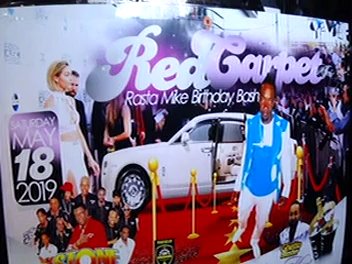 Red Carpet
Rasta Mike Birthday Bash
SATURDAY
MAY
18
2019
STONE